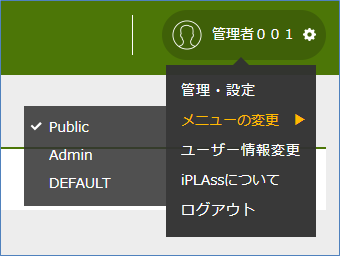 管理者００１
管理・設定
メニューの変更
ユーザー情報変更
iPLAssについて
ログアウト
Public
Admin
DEFAULT